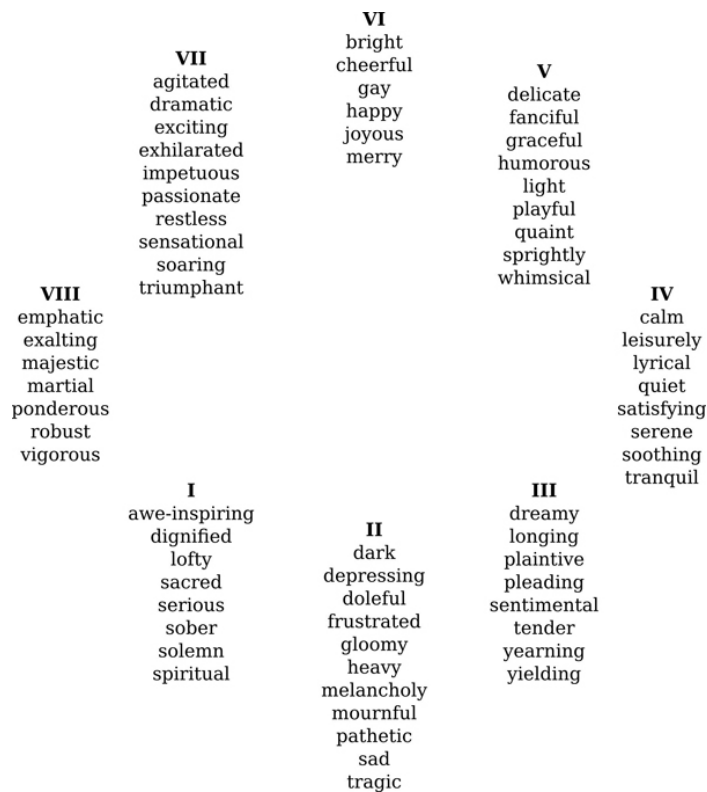 VI
bright
cheerful
gay
happy
joyous
merry
VII
agitated
dramatic
exciting
exhilarated
impetuous
passionate
restless
sensational
soaring
triumphant
V
delicate
fanciful
graceful
humorous
light
playful
quaint
sprightly
whimsical
VIII
emphatic
exalting
majestic
martial
ponderous
robust
vigorous
IV
calm
leisurely
lyrical
quiet
satisfying
serene
soothing
tranquil
I
awe-inspiring
dignified
lofty
sacred
serious
sober
solemn
spiritual
II
dark
depressing
doleful
frustrated
gloomy
heavy
melancholy
mournful
pathetic
sad
tragic
III
dreamy
longing
plaintive
pleading
sentimental
tender
yearning
yielding